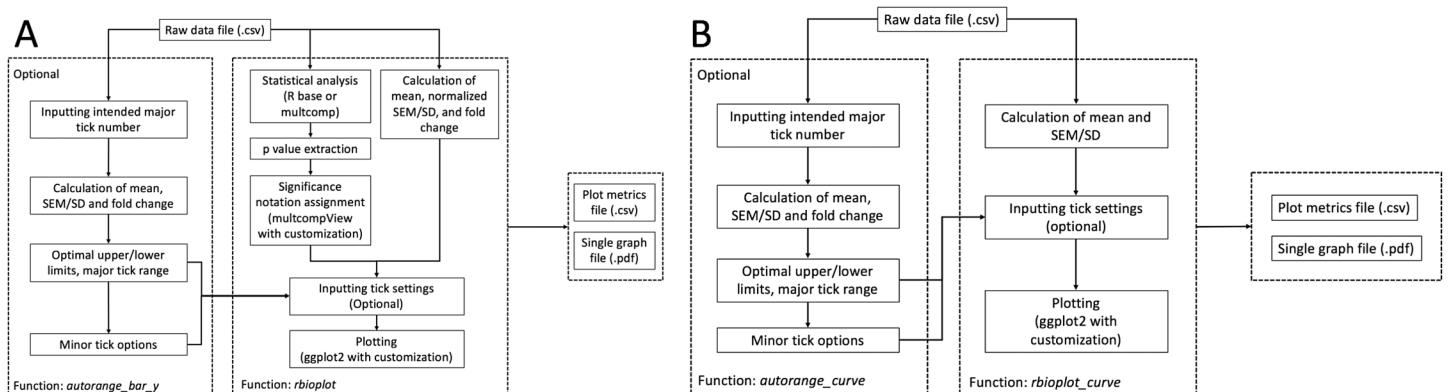 A
Raw data file (.csv)
Optional
Inputting intended major
tick number
Calculation of mean,
SEM/SD and fold change
Optimal upper/lower
limits, major tick range
Minor tick options
Function: autorange_bar_y
Statistical analysis
(R base or
multcomp)
p value extraction
Significance
notation assignment
(multcompView
with customization)
Calculation of
mean, normalized
SEM/SD, and fold
change
Inputting tick settings
(Optional)
Plotting
(ggplot2 with customization)
Function: rbioplot
Plot metrics
file (.csv)
Single graph
file (.pdf)
B
Raw data file (.csv)
Optional
Inputting intended major
tick number
Calculation of mean,
SEM/SD and fold change
Optimal upper/lower
limits, major tick range
Minor tick options
Function: autorange_curve
Calculation of mean and
SEM/SD
Inputting tick settings
(optional)
Plotting
(ggplot2 with
customization)
Function: rbioplot_curve
Plot metrics file (.csv)
Single graph file (.pdf)